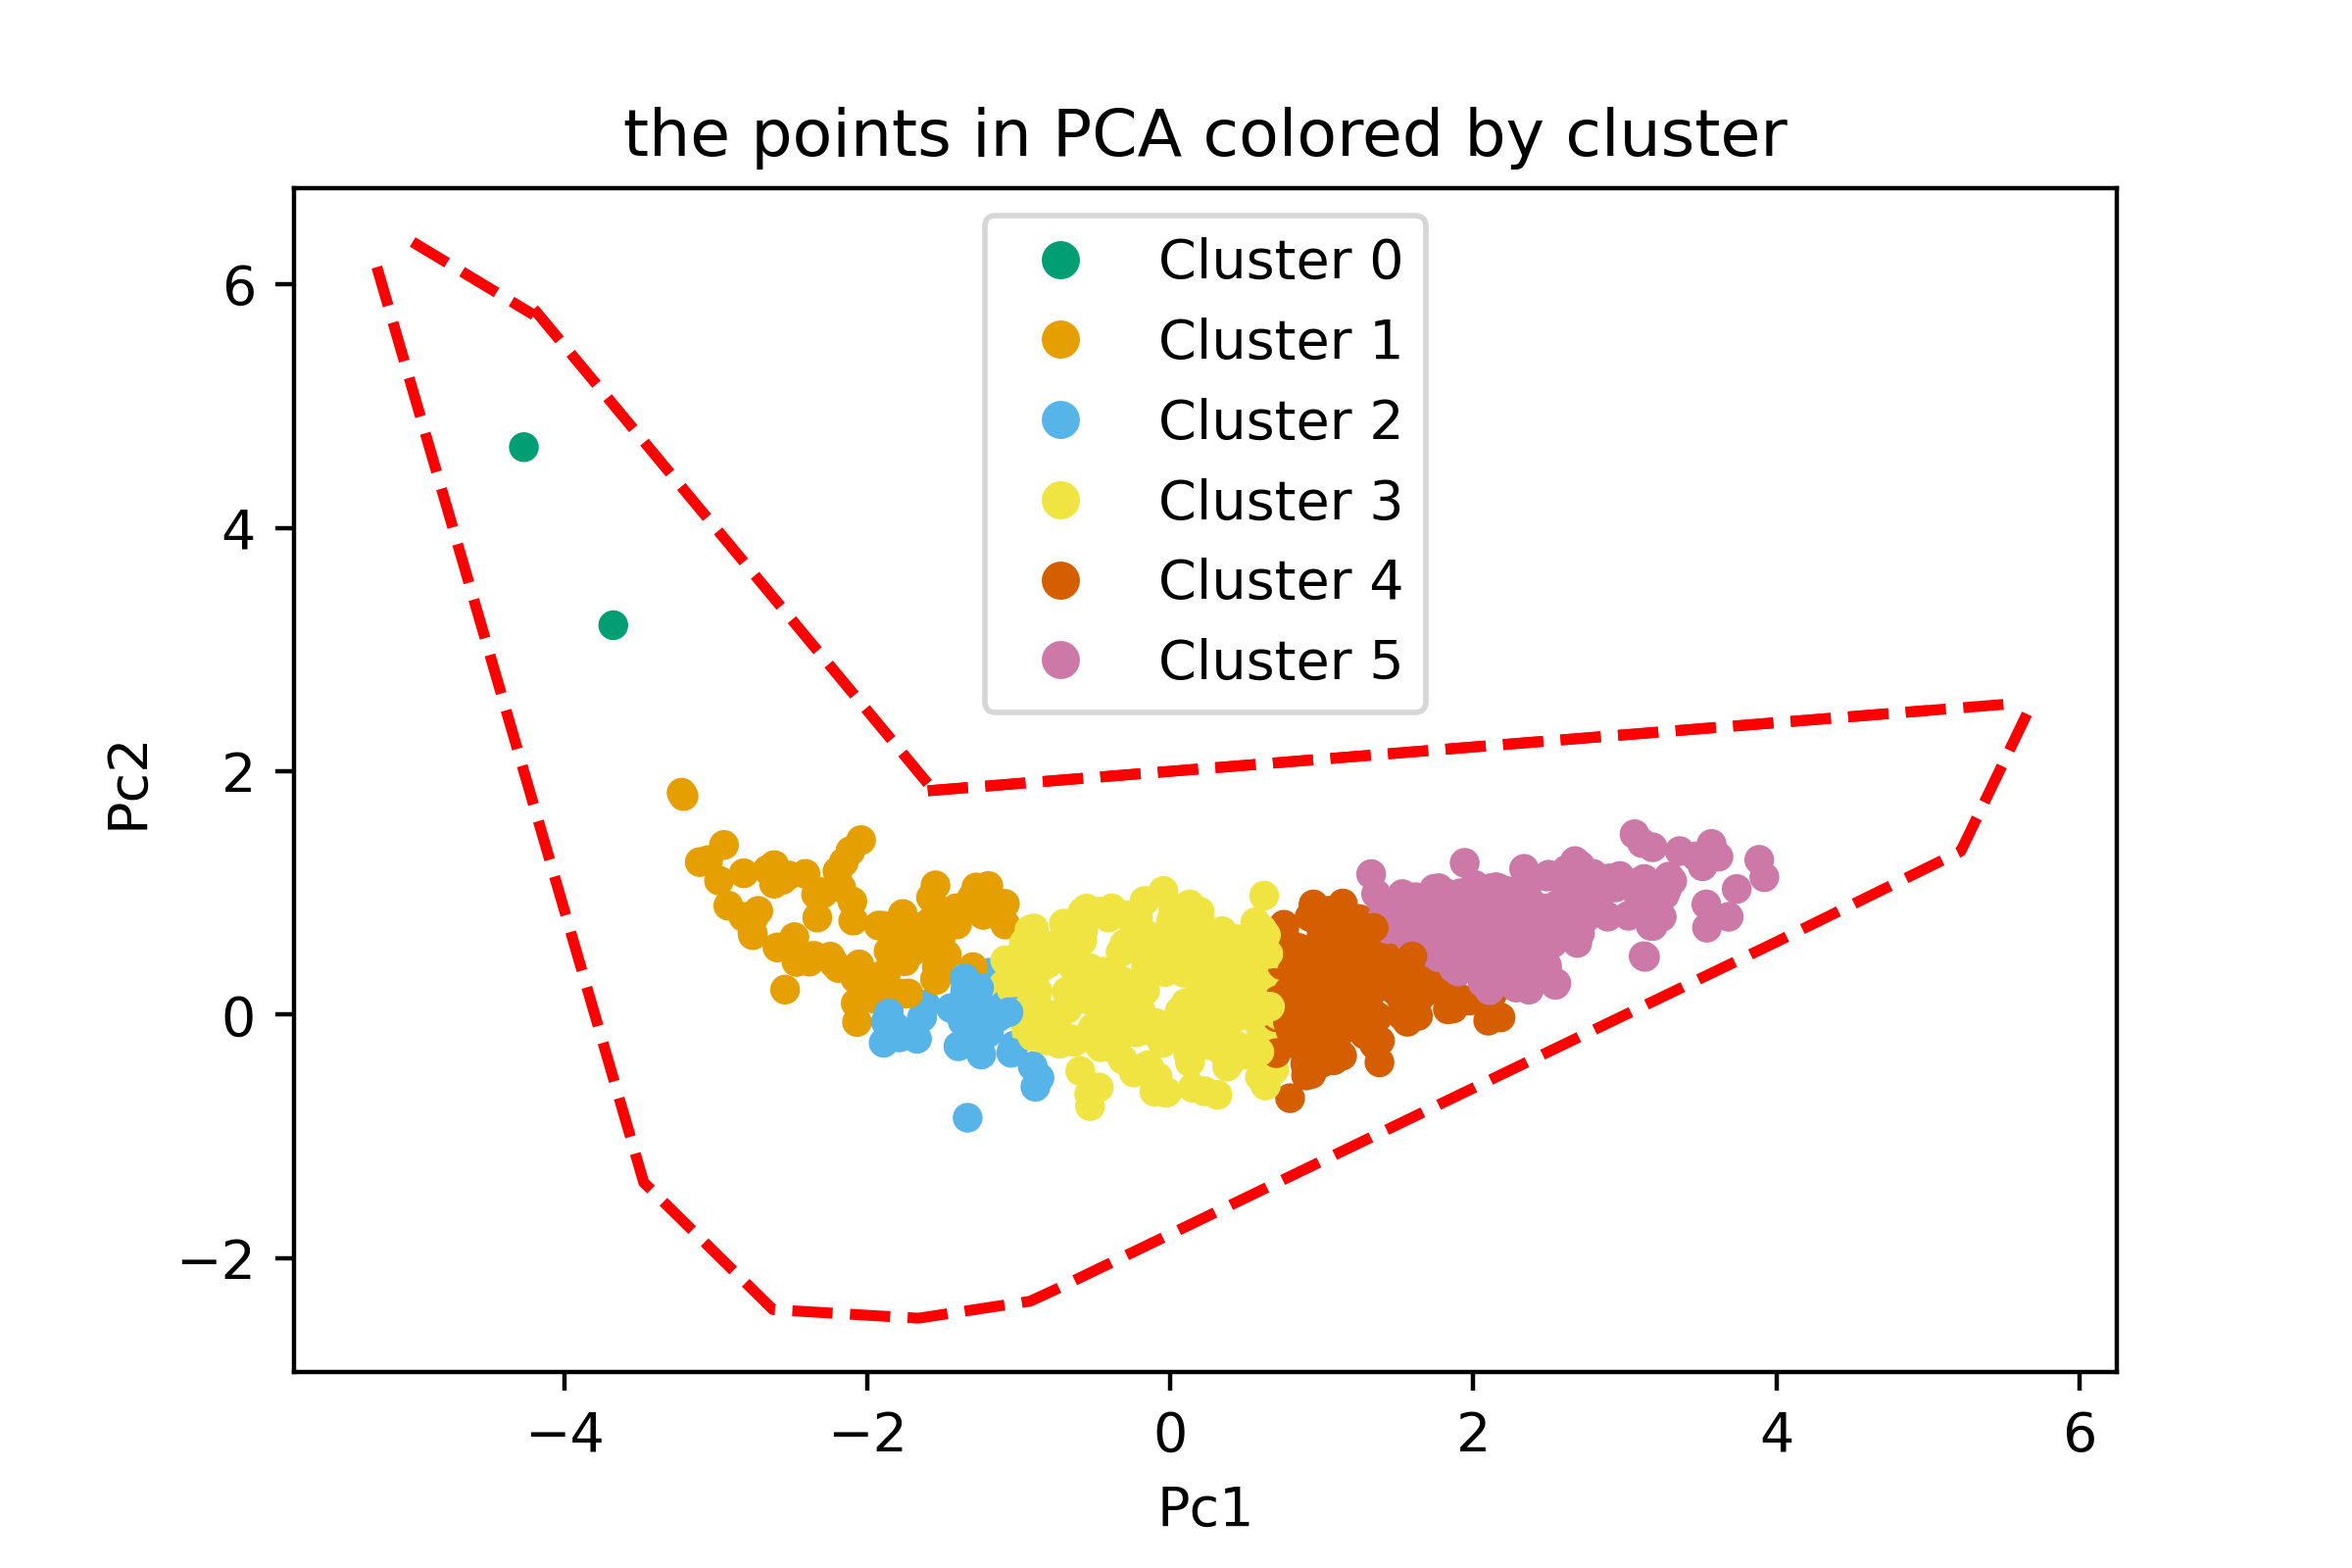 the points in PCA colored by cluster
Cluster 0
Cluster 1
Cluster 2
Cluster 3
Cluster 4
Cluster 5
6
4
2
0
−2
Pc2
−4 −2 0 2 4 6
Pc1